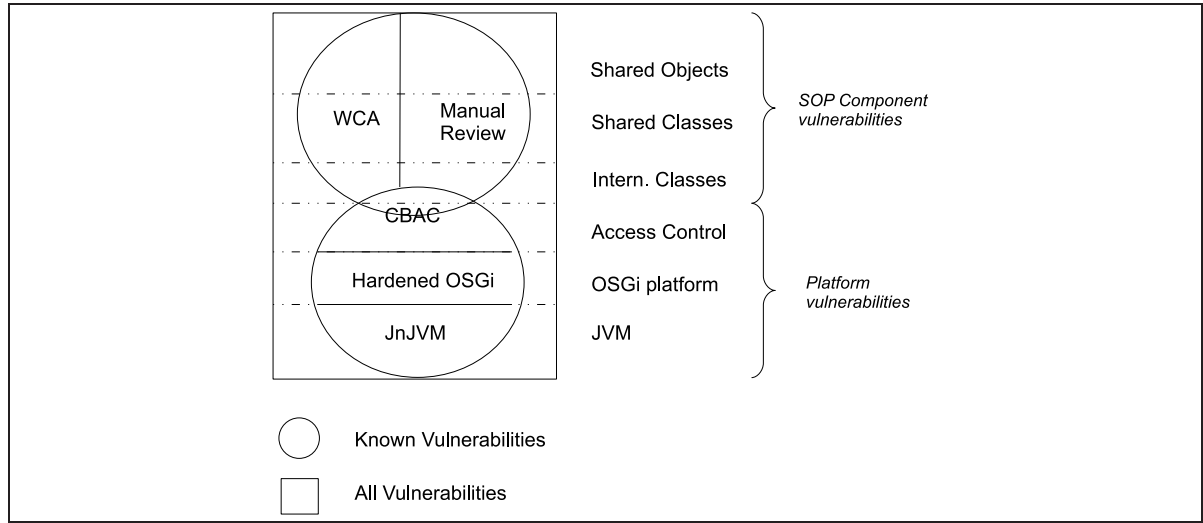 Shared Objects
WCA
Manual
Review
Shared Classes
SOP Component
vulnerabilities
Intern. Classes
CBAC
Access Control
Hardened OSGi
OSGi platform
Platform
vulnerabilities
JnJVM
JVM
Known Vulnerabilities
All Vulnerabilities